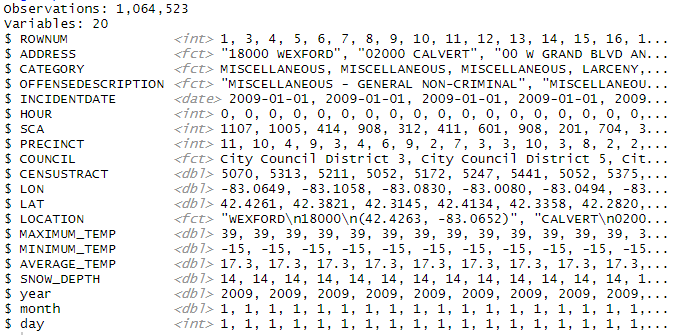 Observations: 1,064,523
Variables: 20
$ ROWNUM <int> 1, 3, 4, 5, 6, 7, 8, 9, 10, 11, 12, 13, 14, 15, 16, 1...
$ ADDRESS <fct> "18000 WEXFORD", "02000 CALVERT", "00 W GRAND BLVD AN...
$ CATEGORY <fct> MISCELLANEOUS, MISCELLANEOUS, MISCELLANEOUS, LARCENY,...
$ OFFENSEDESCRIPTION <fct> "MISCELLANEOUS - GENERAL NON-CRIMINAL", "MISCELLANEOU...
$ INCIDENTDATE <date> 2009-01-01, 2009-01-01, 2009-01-01, 2009-01-01, 2009...
$ HOUR <int> 0, 0, 0, 0, 0, 0, 0, 0, 0, 0, 0, 0, 0, 0, 0, 0, 0, 0,...
$ SCA <int> 1107, 1005, 414, 908, 312, 411, 601, 908, 201, 704, 3...
$ PRECINCT <int> 11, 10, 4, 9, 3, 4, 6, 9, 2, 7, 3, 3, 10, 3, 8, 2, 2,...
$ COUNCIL <fct> City Council District 3, City Council District 5, Cit...
$ CENSUSTRACT <dbl> 5070, 5313, 5211, 5052, 5172, 5247, 5441, 5052, 5375,...
$ LON <dbl> -83.0649, -83.1058, -83.0830, -83.0080, -83.0494, -83...
$ LAT <dbl> 42.4261, 42.3821, 42.3145, 42.4134, 42.3358, 42.2820,...
$ LOCATION <fct> "WEXFORD\n18000\n(42.4263, -83.0652)", "CALVERT\n0200...
$ MAXIMUM_TEMP <dbl> 39, 39, 39, 39, 39, 39, 39, 39, 39, 39, 39, 39, 39, 3...
$ MINIMUM_TEMP <dbl> -15, -15, -15, -15, -15, -15, -15, -15, -15, -15, -15...
$ AVERAGE_TEMP <dbl> 17.3, 17.3, 17.3, 17.3, 17.3, 17.3, 17.3, 17.3, 17.3,...
$ SNOW_DEPTH <dbl> 14, 14, 14, 14, 14, 14, 14, 14, 14, 14, 14, 14, 14, 1...
$ year <dbl> 2009, 2009, 2009, 2009, 2009, 2009, 2009, 2009, 2009,...
$ month <dbl> 1, 1, 1, 1, 1, 1, 1, 1, 1, 1, 1, 1, 1, 1, 1, 1, 1, 1,...
$ day <int> 1, 1, 1, 1, 1, 1, 1, 1, 1, 1, 1, 1, 1, 1, 1, 1, 1, 1,...